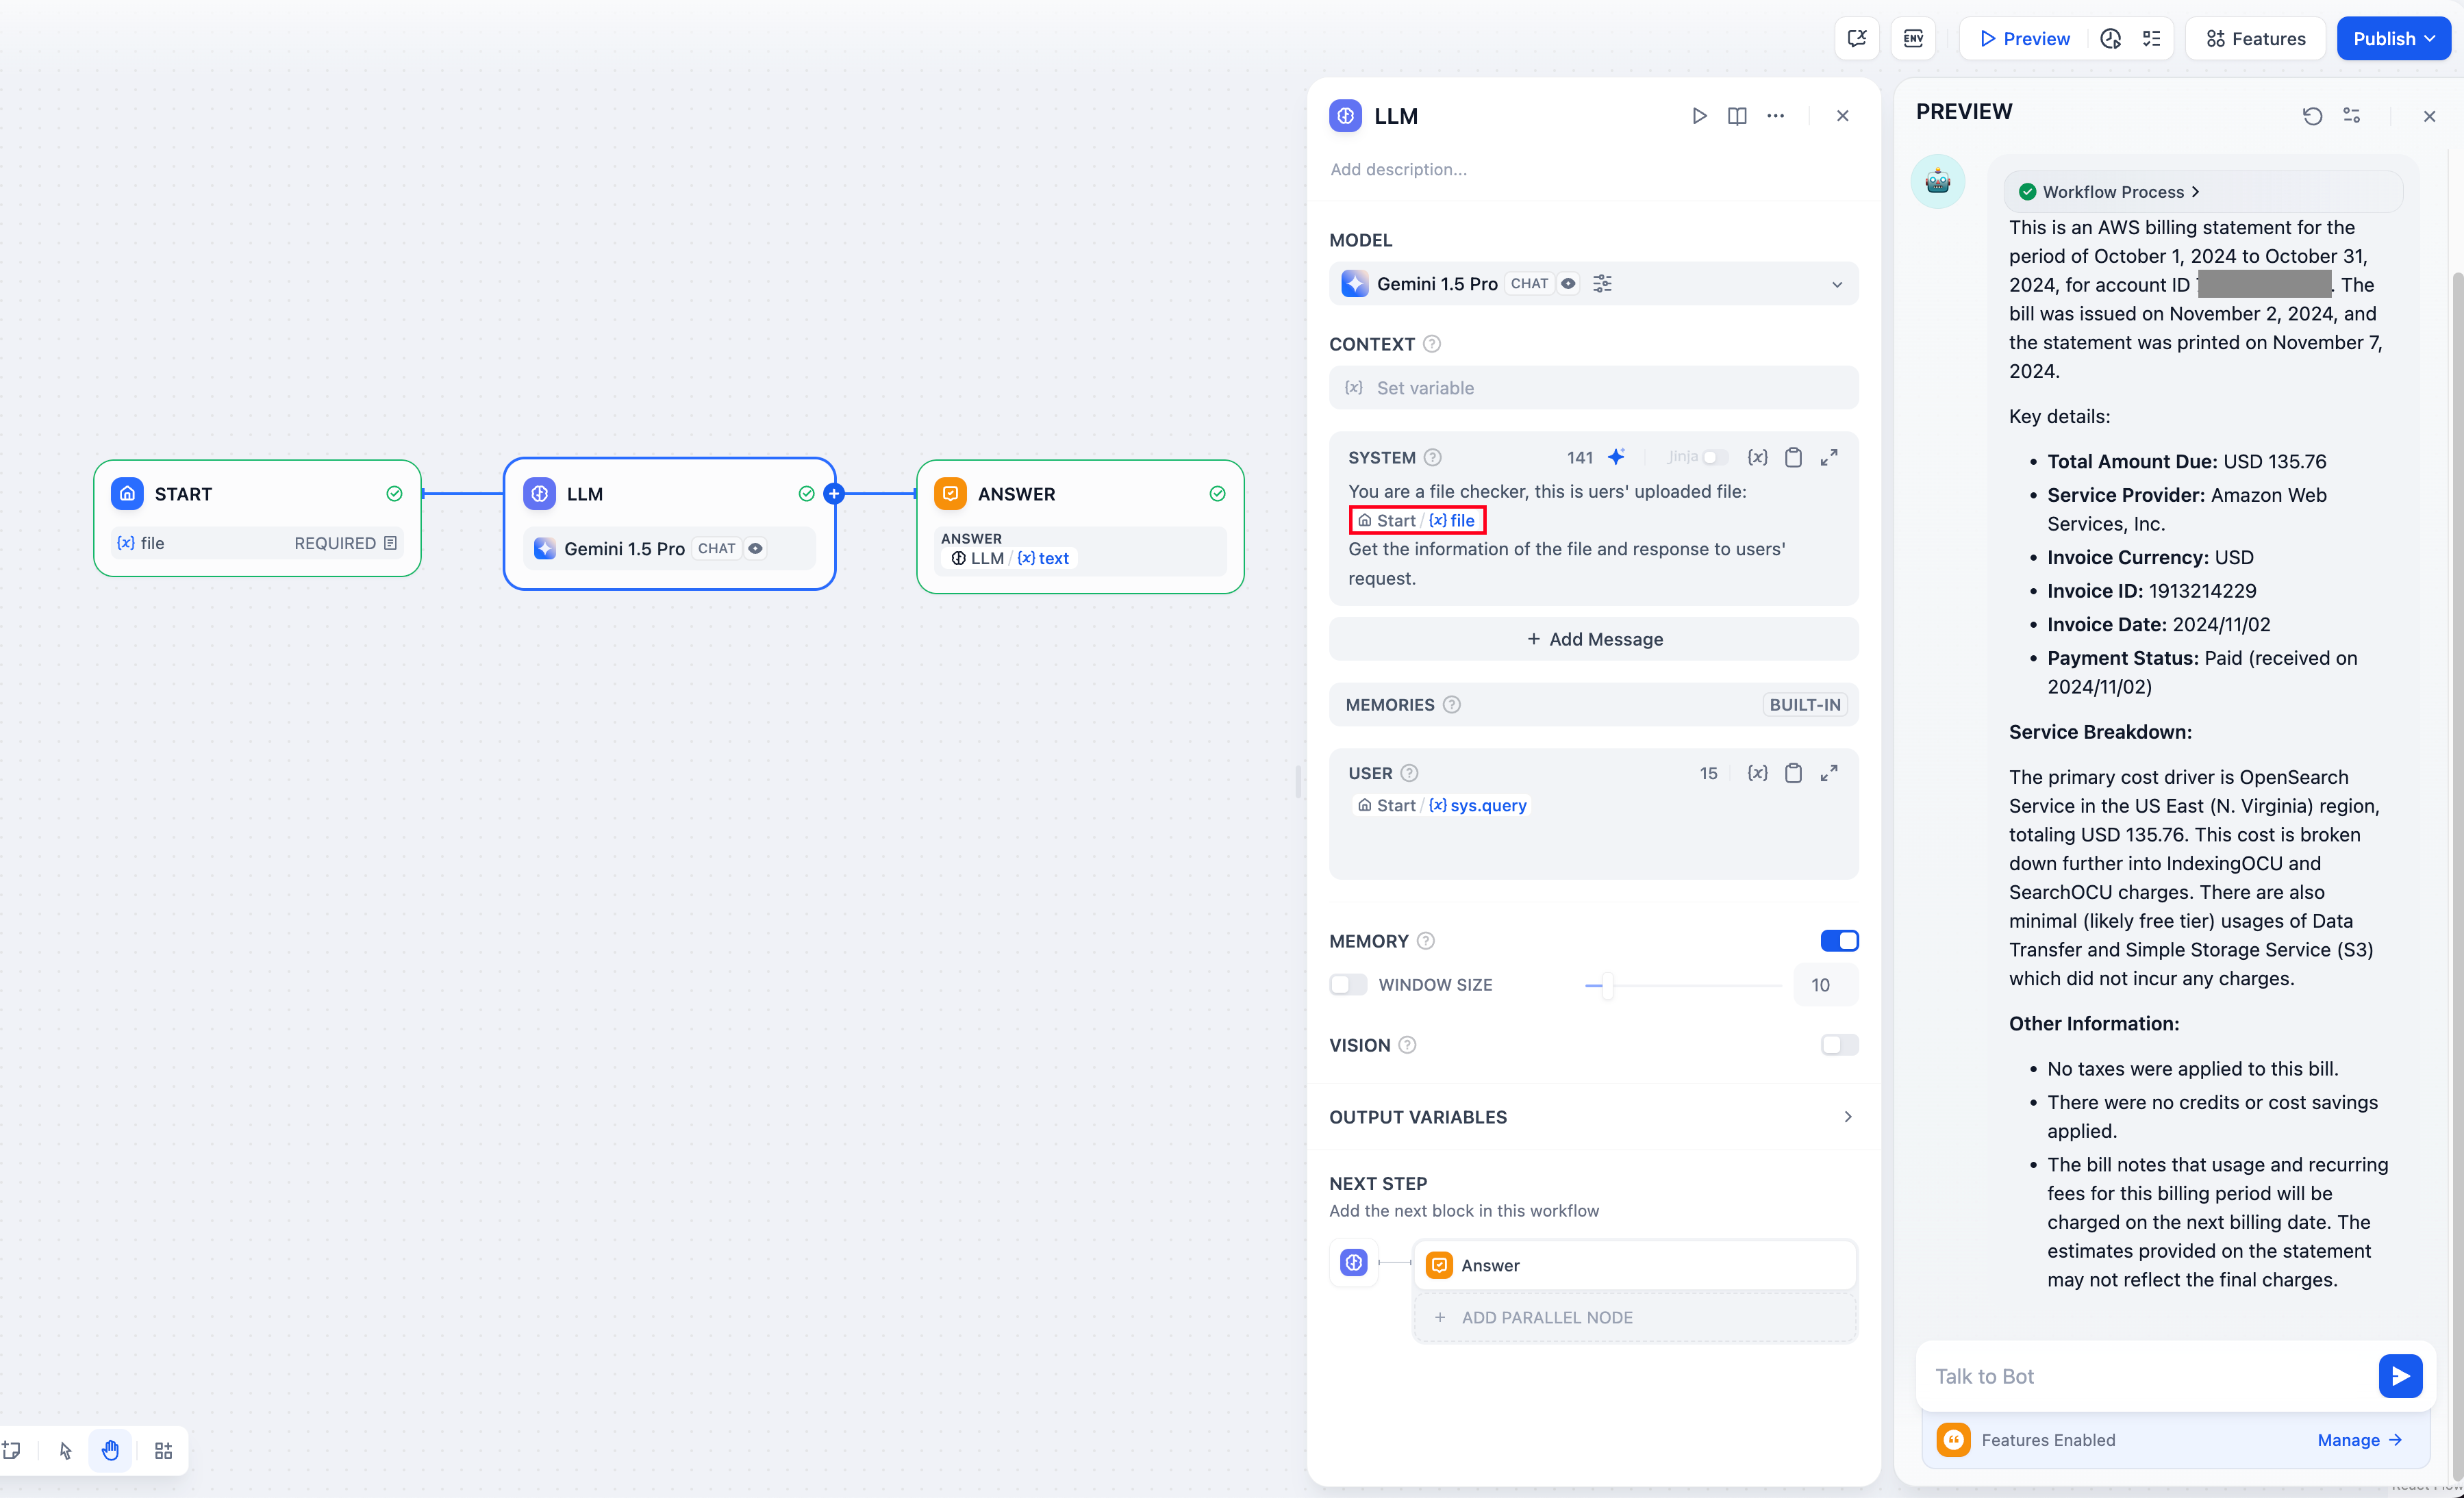 ENV
Preview
Features
Publish
START
{x} file
REQUIRED
LLM
Gemini 1.5 Pro CHAT
ANSWER
ANSWER
LLM / {x} text
LLM
Add description...
MODEL
Gemini 1.5 Pro CHAT
CONTEXT
{x} Set variable
SYSTEM
141
Jinja
{x}
You are a file checker, this is uers' uploaded file:
Start / {x} file
Get the information of the file and response to users'
request.
+ Add Message
MEMORIES
BUILT-IN
USER
15
{x}
Start / {x} sys.query
MEMORY
WINDOW SIZE
10
VISION
OUTPUT VARIABLES
NEXT STEP
Add the next block in this workflow
Answer
+ ADD PARALLEL NODE
PREVIEW
Workflow Process
This is an AWS billing statement for the
period of October 1, 2024 to October 31,
2024, for account ID . The
bill was issued on November 2, 2024, and
the statement was printed on November 7,
2024.
Key details:
• Total Amount Due: USD 135.76
• Service Provider: Amazon Web
Services, Inc.
• Invoice Currency: USD
• Invoice ID: 1913214229
• Invoice Date: 2024/11/02
• Payment Status: Paid (received on
2024/11/02)
Service Breakdown:
The primary cost driver is OpenSearch
Service in the US East (N. Virginia) region,
totaling USD 135.76. This cost is broken
down further into IndexingOCU and
SearchOCU charges. There are also
minimal (likely free tier) usages of Data
Transfer and Simple Storage Service (S3)
which did not incur any charges.
Other Information:
• No taxes were applied to this bill.
• There were no credits or cost savings
applied.
• The bill notes that usage and recurring
fees for this billing period will be
charged on the next billing date. The
estimates provided on the statement
may not reflect the final charges.
Talk to Bot
Features Enabled
Manage →